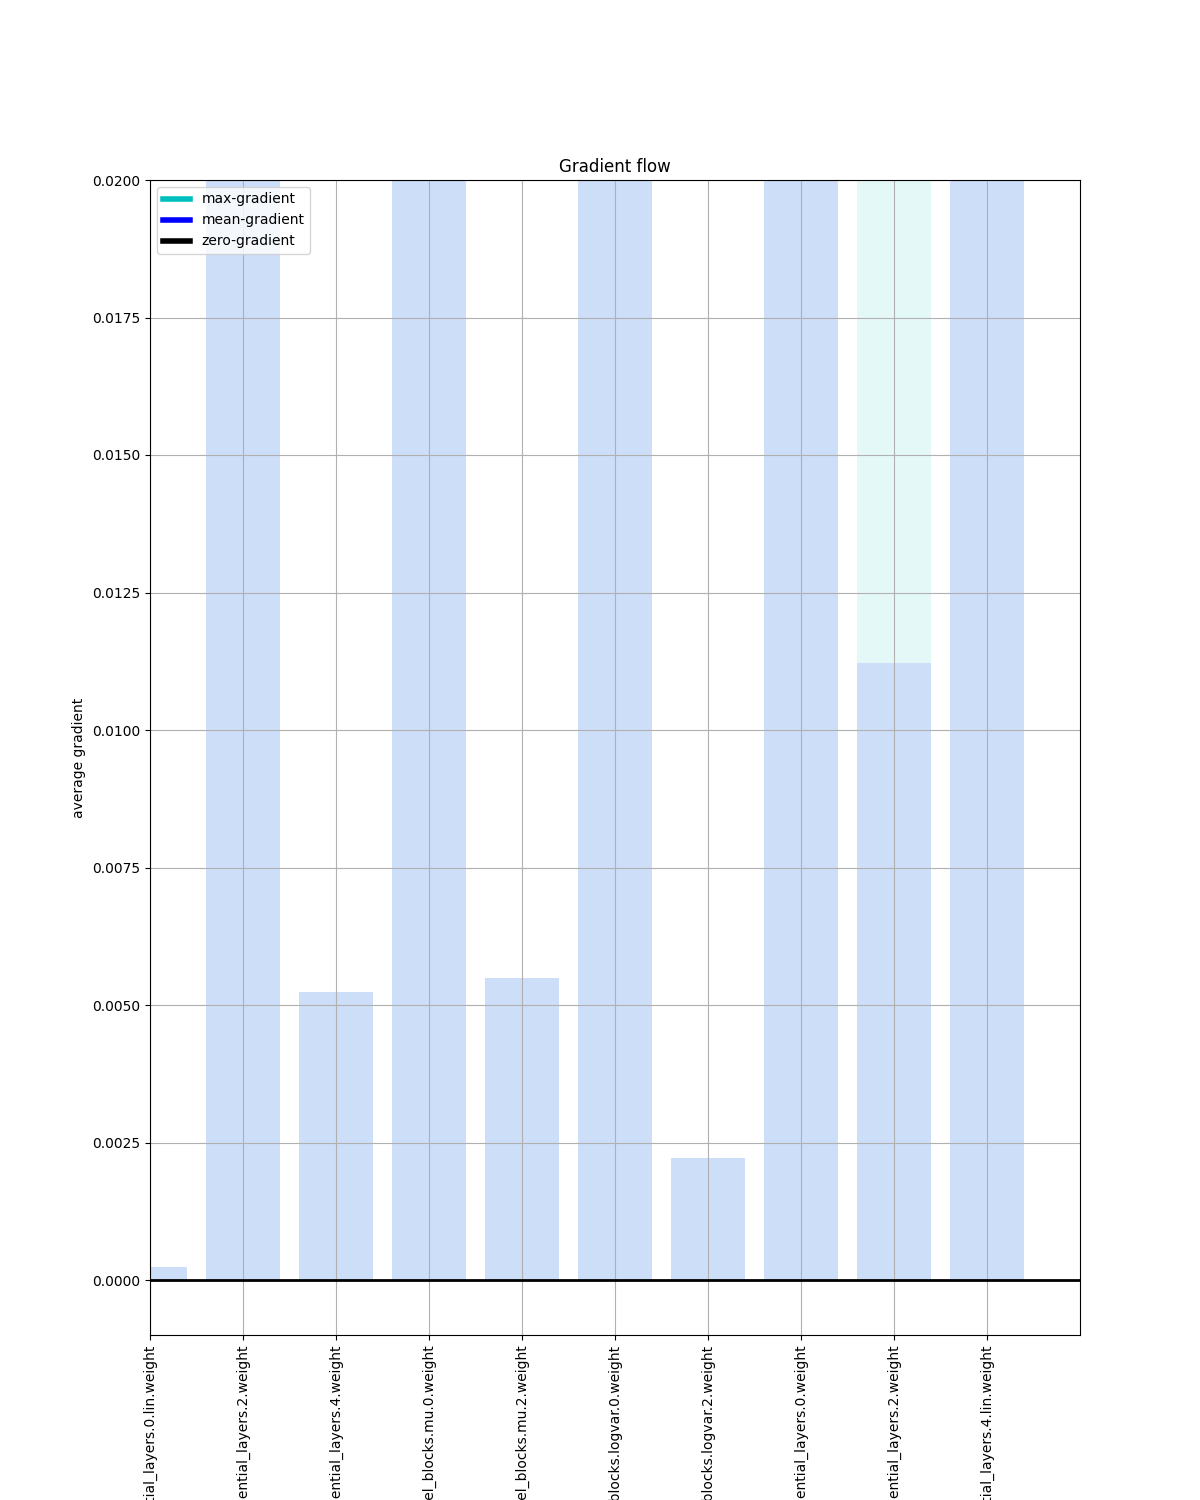 Gradient flow
max-gradient
mean-gradient
zero-gradient
0.0200
0.0175
0.0150
0.0125
0.0100
0.0075
0.0050
0.0025
0.0000
average gradient
tial_layers.0.lin.weight
ential_layers.2.weight
ential_layers.4.weight
el_blocks.mu.0.weight
el_blocks.mu.2.weight
blocks.logvar.0.weight
blocks.logvar.2.weight
ential_layers.0.weight
ential_layers.2.weight
tial_layers.4.lin.weight